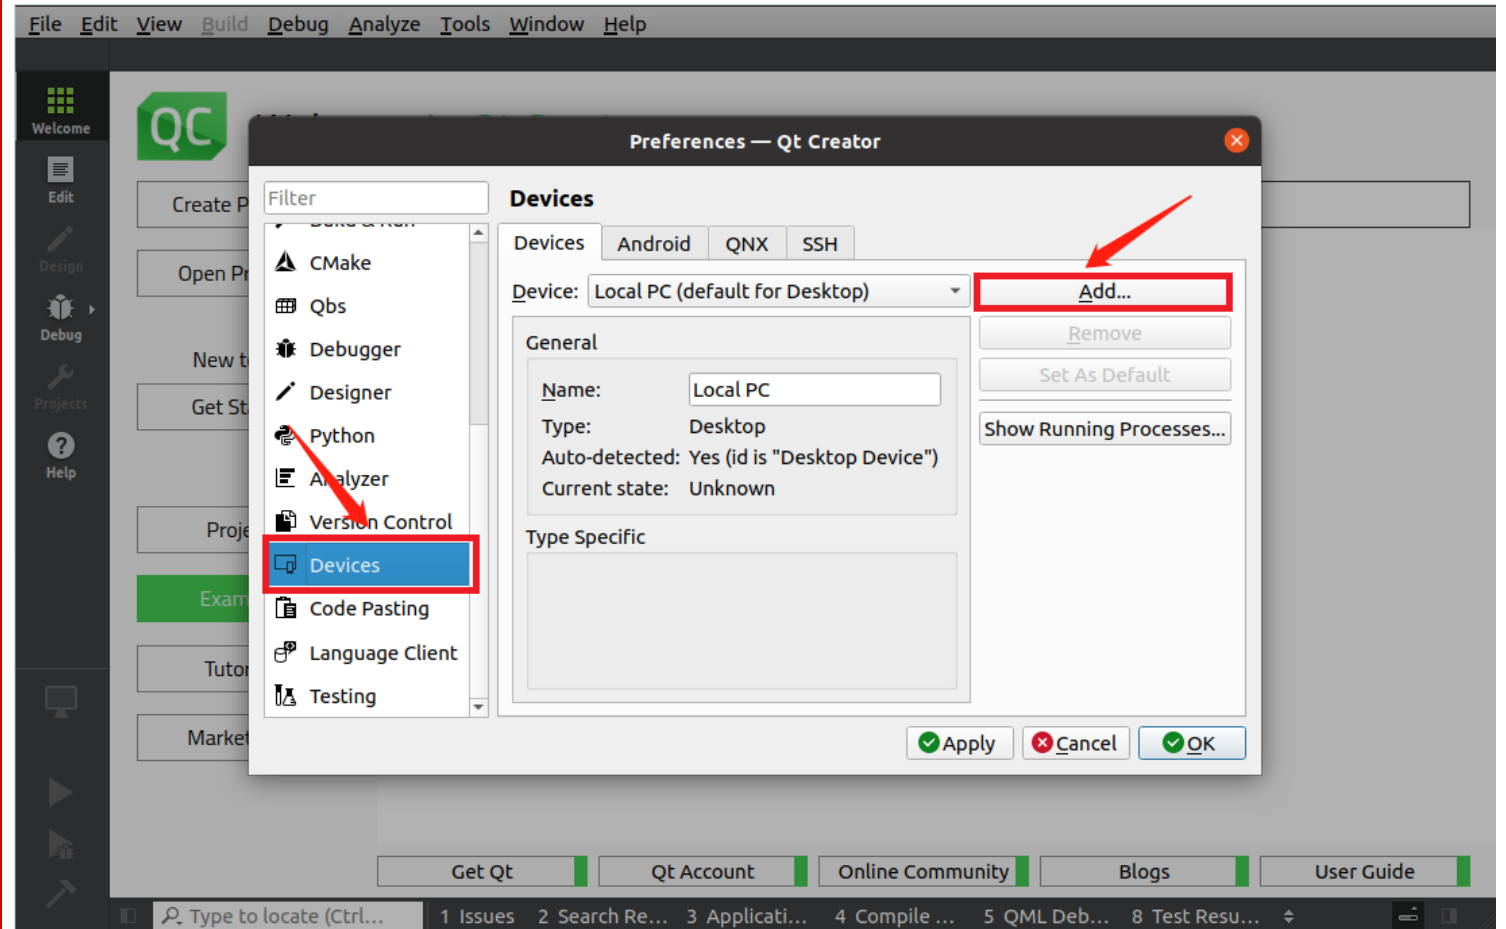 File Edit View Build Debug Analyze Tools Window Help
Welcome
Edit
Design
Debug
Projects
Help
QC
Create P
Open Pr
New t
Get St
Proje
Exam
Tutor
Market
Preferences — Qt Creator
Filter
Build & Run
CMake
Qbs
Debugger
Designer
Python
Analyzer
Version Control
Devices
Code Pasting
Language Client
Testing
Devices
Devices Android QNX SSH
Device: Local PC (default for Desktop)
Add...
Remove
Set As Default
Show Running Processes...
General
Name: Local PC
Type: Desktop
Auto-detected: Yes (id is "Desktop Device")
Current state: Unknown
Type Specific
Apply Cancel OK
Get Qt Qt Account Online Community Blogs User Guide
Type to locate (Ctrl... 1 Issues 2 Search Re... 3 Applicati... 4 Compile ... 5 QML Deb... 8 Test Resu...